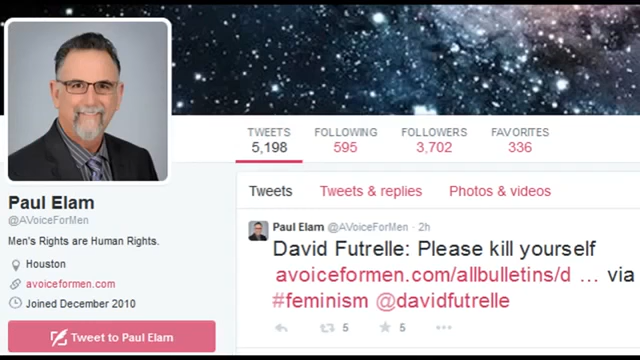 TWEETS FOLLOWING FOLLOWERS FAVORITES
5,198 595 3,702 336
Tweets Tweets & replies Photos & videos
Paul Elam
@AVoiceForMen
Men's Rights are Human Rights.
Houston
avoiceformen.com
Joined December 2010
Tweet to Paul Elam
Paul Elam @AVoiceForMen · 2h
David Futrelle: Please kill yourself
avoiceformen.com/allbulletins/d … via
#feminism @davidfutrelle
5 5